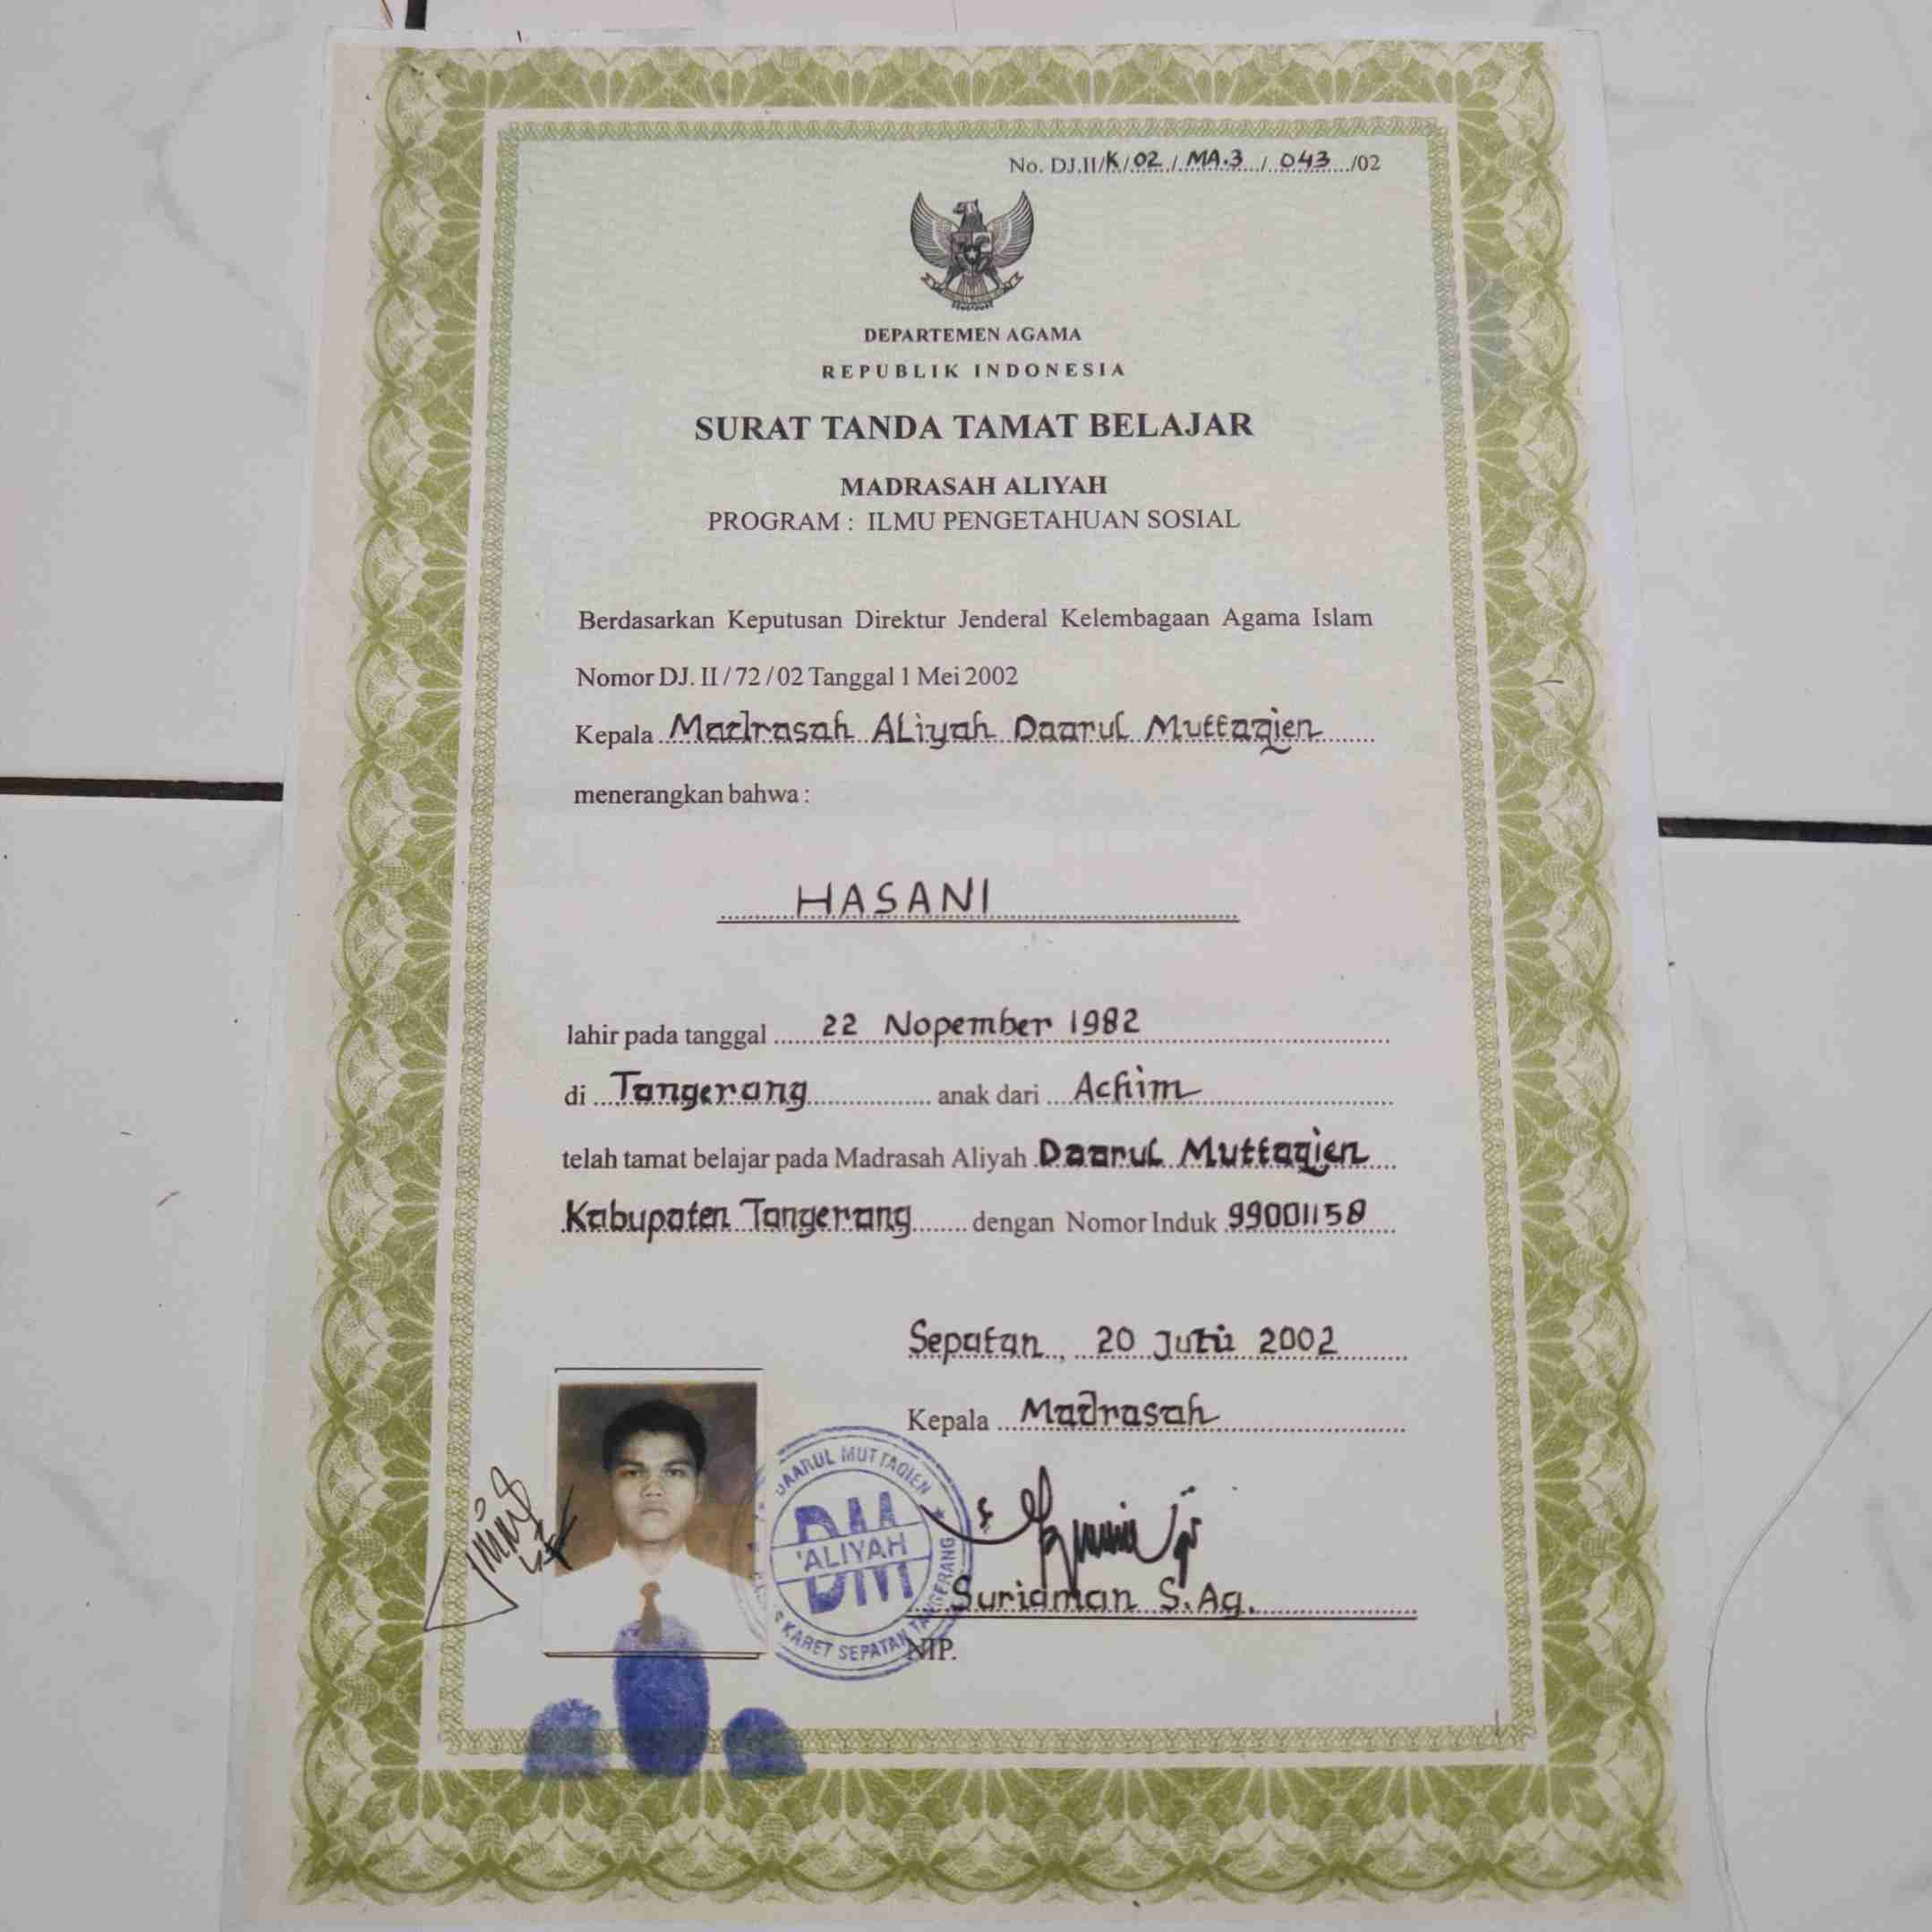 No. DJ.II/K/02/MA.3/043/02
DEPARTEMEN AGAMA
REPUBLIK INDONESIA
SURAT TANDA TAMAT BELAJAR
MADRASAH ALIYAH
PROGRAM : ILMU PENGETAHUAN SOSIAL
Berdasarkan Keputusan Direktur Jenderal Kelembagaan Agama Islam
Nomor DJ. II / 72 / 02 Tanggal 1 Mei 2002
Kepala Madrasah Aliyah Daarul Muttaqien
menerangkan bahwa :
HASANI
lahir pada tanggal 22 Nopember 1982
di Tangerang anak dari Achim
telah tamat belajar pada Madrasah Aliyah Daarul Muttaqien
Kabupaten Tangerang dengan Nomor Induk 99001158
Sepatan, 20 Juli 2002
Kepala Madrasah
DAARUL MUTTAQIEN
DM
'ALIYAH
KARET SEPATAN TANGERANG
Suriaman S.Ag.
NIP.